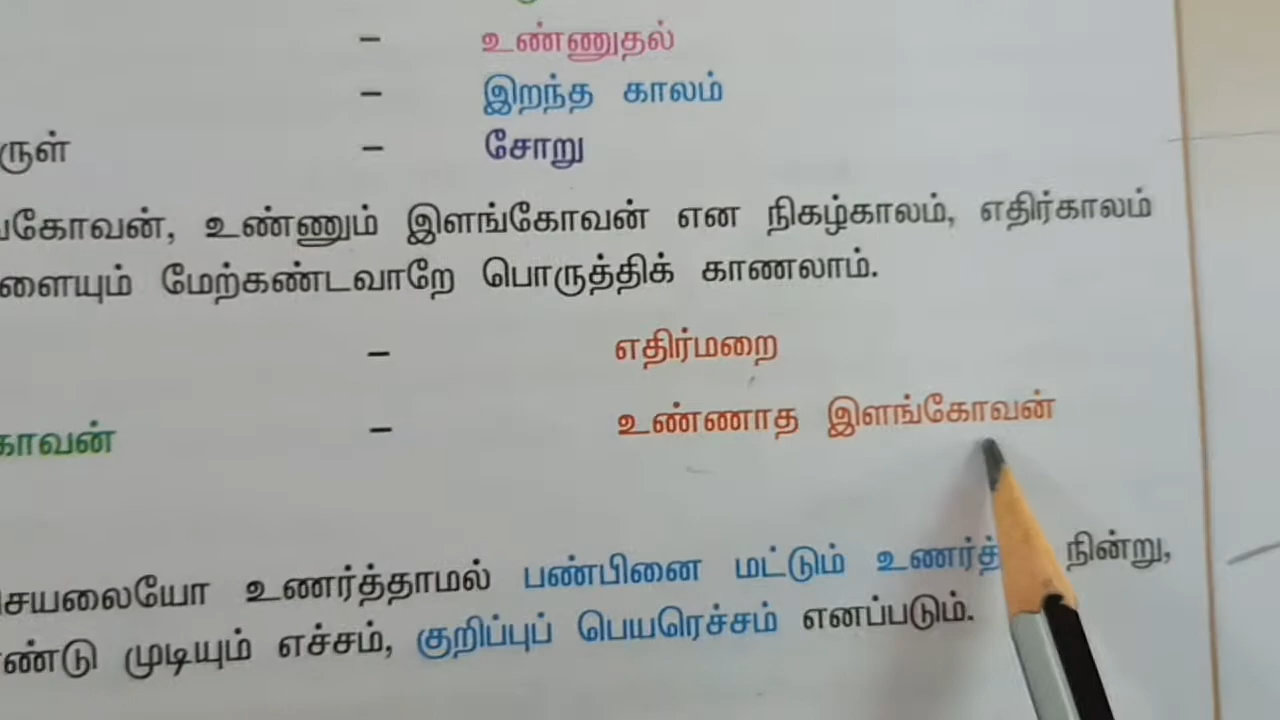 – உண்ணுதல்
– இறந்த காலம்
ருள் – சோறு
கோவன், உண்ணும் இளங்கோவன் என நிகழ்காலம், எதிர்காலம்
ளையும் மேற்கண்டவாறே பொருத்திக் காணலாம்.
– எதிர்மறை
கோவன் – உண்ணாத இளங்கோவன்
செயலையோ உணர்த்தாமல் பண்பினை மட்டும் உணர்த் நின்று,
ண்டு முடியும் எச்சம், குறிப்புப் பெயரெச்சம் எனப்படும்.